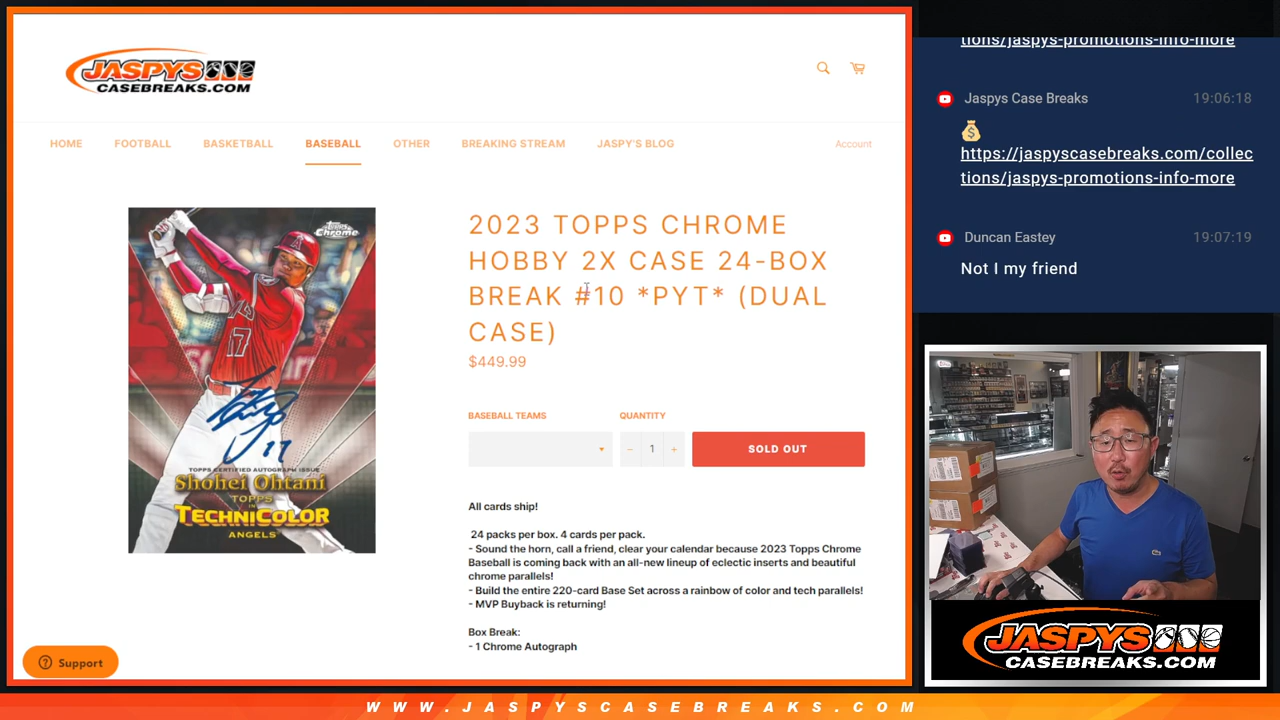 JASPYS
CASEBREAKS.COM
HOME FOOTBALL BASKETBALL BASEBALL OTHER BREAKING STREAM JASPY'S BLOG Account
Topps Chrome
A
17
17
TOPPS CERTIFIED AUTOGRAPH ISSUE
Shohei Ohtani
TOPPS
IN
TECHNICOLOR
ANGELS
2023 TOPPS CHROME
HOBBY 2X CASE 24-BOX
BREAK #10 *PYT* (DUAL
CASE)
$449.99
BASEBALL TEAMS QUANTITY
− 1 + SOLD OUT
All cards ship!
24 packs per box. 4 cards per pack.
- Sound the horn, call a friend, clear your calendar because 2023 Topps Chrome
Baseball is coming back with an all-new lineup of eclectic inserts and beautiful
chrome parallels!
- Build the entire 220-card Base Set across a rainbow of color and tech parallels!
- MVP Buyback is returning!
Box Break:
- 1 Chrome Autograph
Support
tions/jaspys-promotions-info-more
Jaspys Case Breaks 19:06:18
https://jaspyscasebreaks.com/collec
tions/jaspys-promotions-info-more
Duncan Eastey 19:07:19
Not I my friend
JASPYS
CASEBREAKS.COM
WWW.JASPYSCASEBREAKS.COM